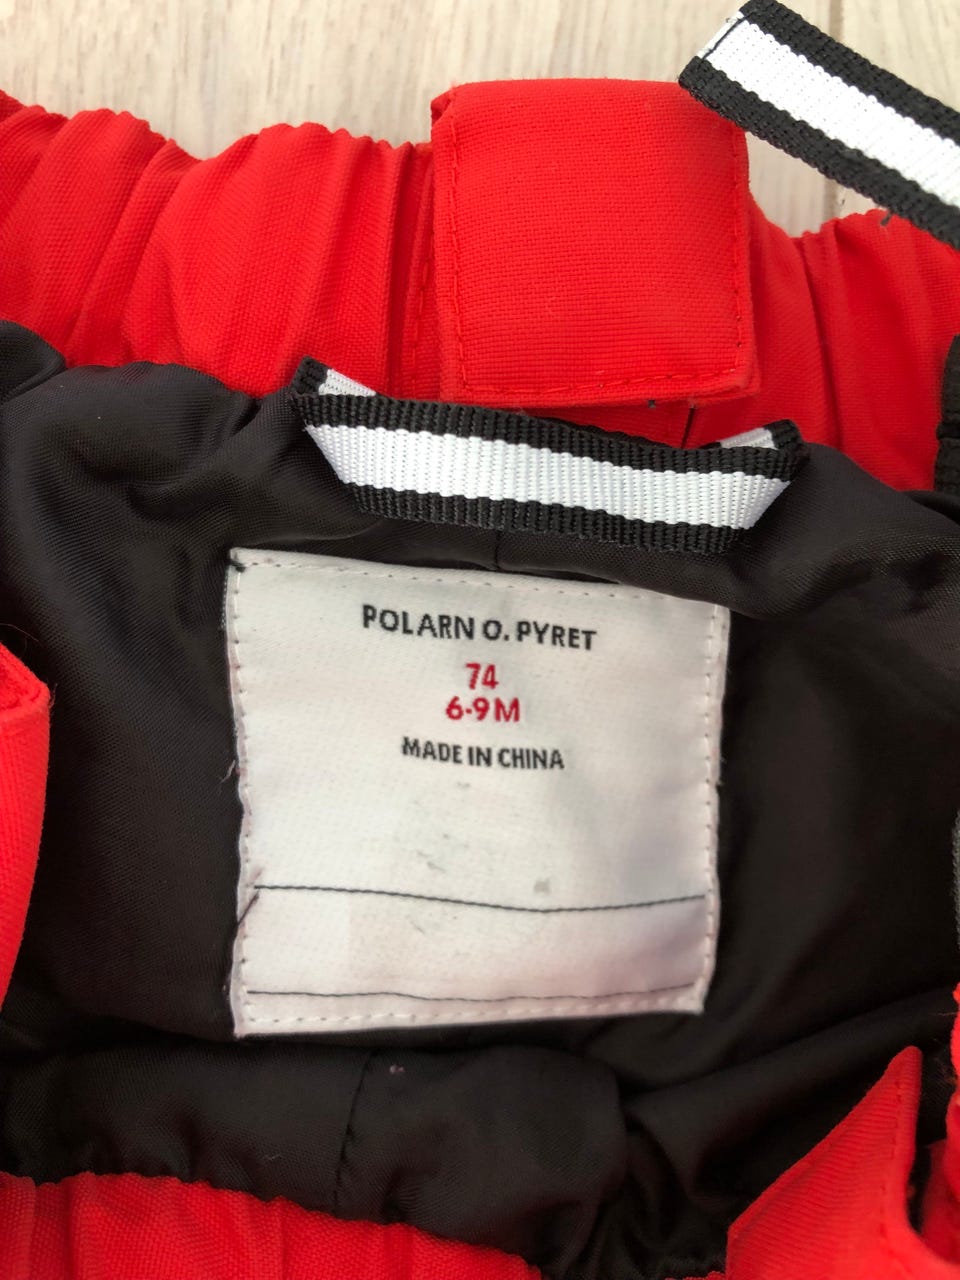 POLARN O. PYRET
74
6-9M
MADE IN CHINA